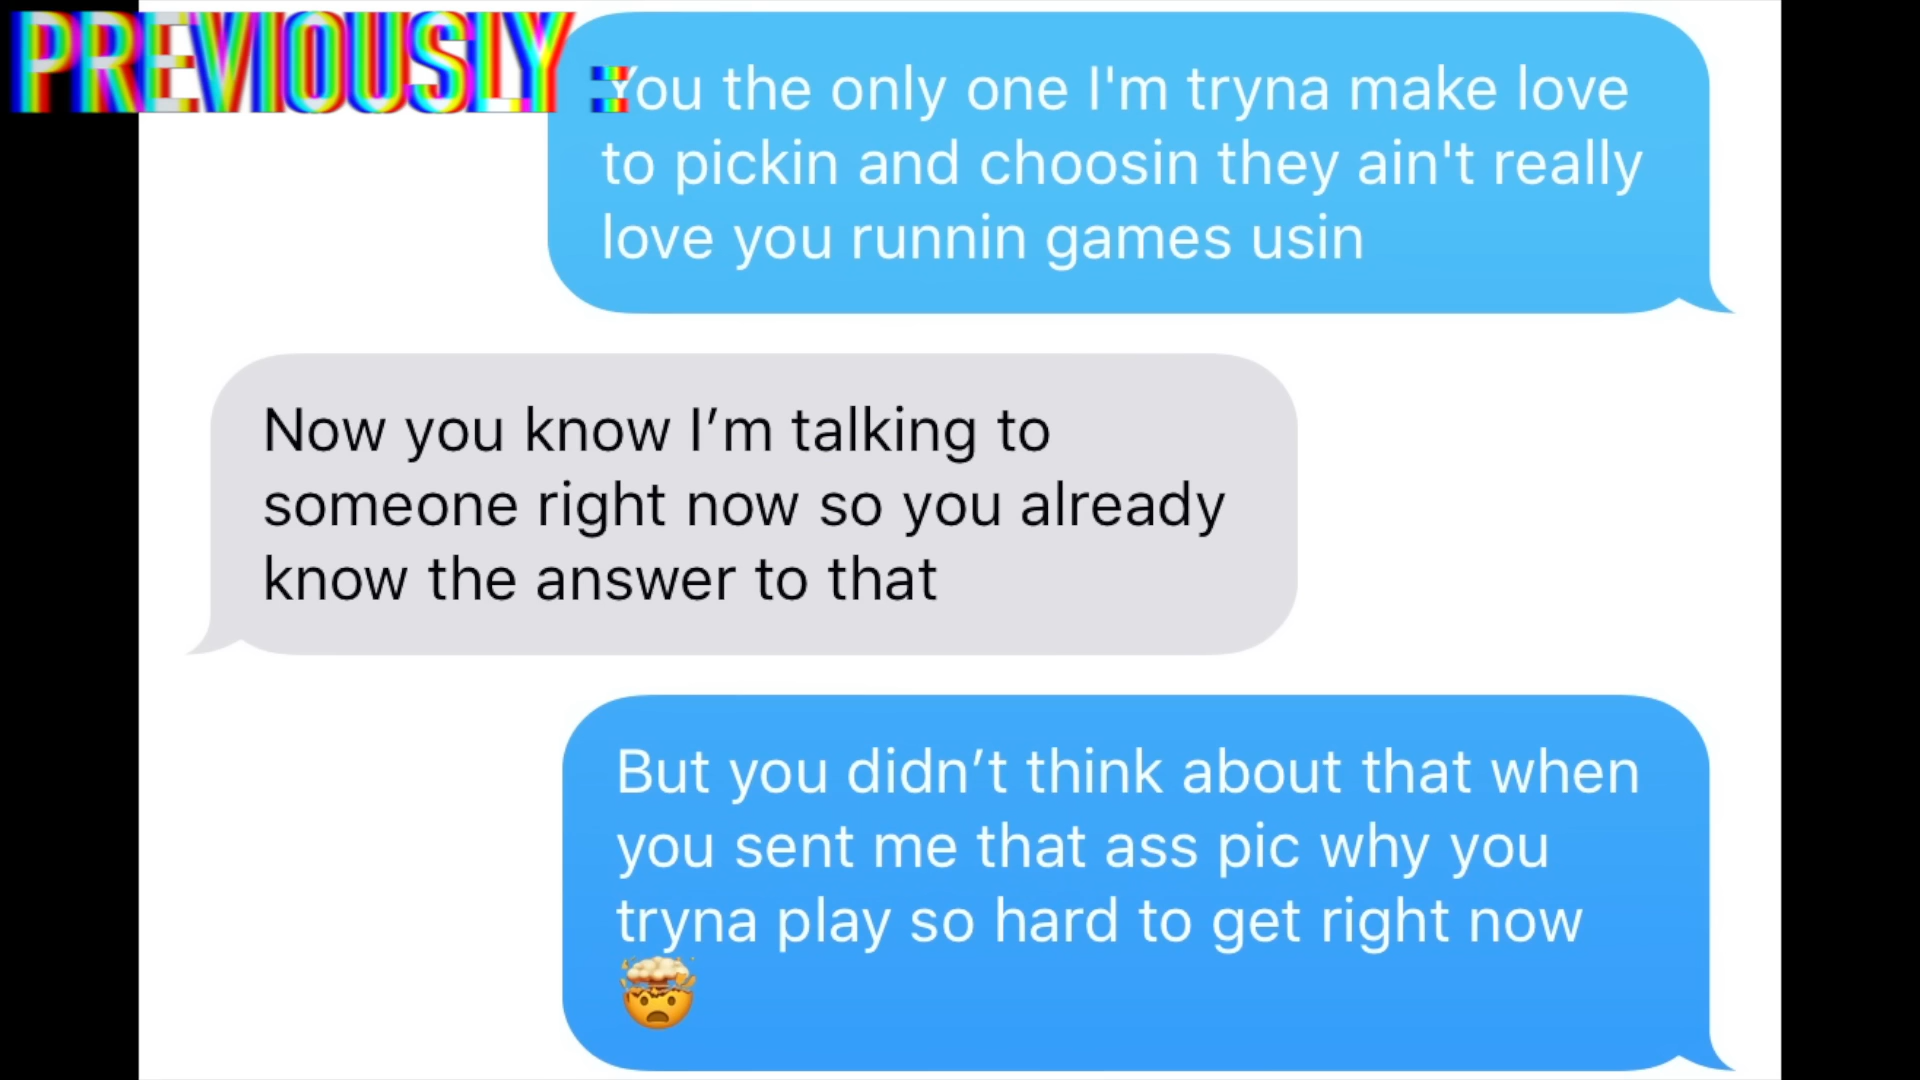 PREVIOUSLY :
You the only one I'm tryna make love
to pickin and choosin they ain't really
love you runnin games usin
Now you know I’m talking to
someone right now so you already
know the answer to that
But you didn’t think about that when
you sent me that ass pic why you
tryna play so hard to get right now
🤯